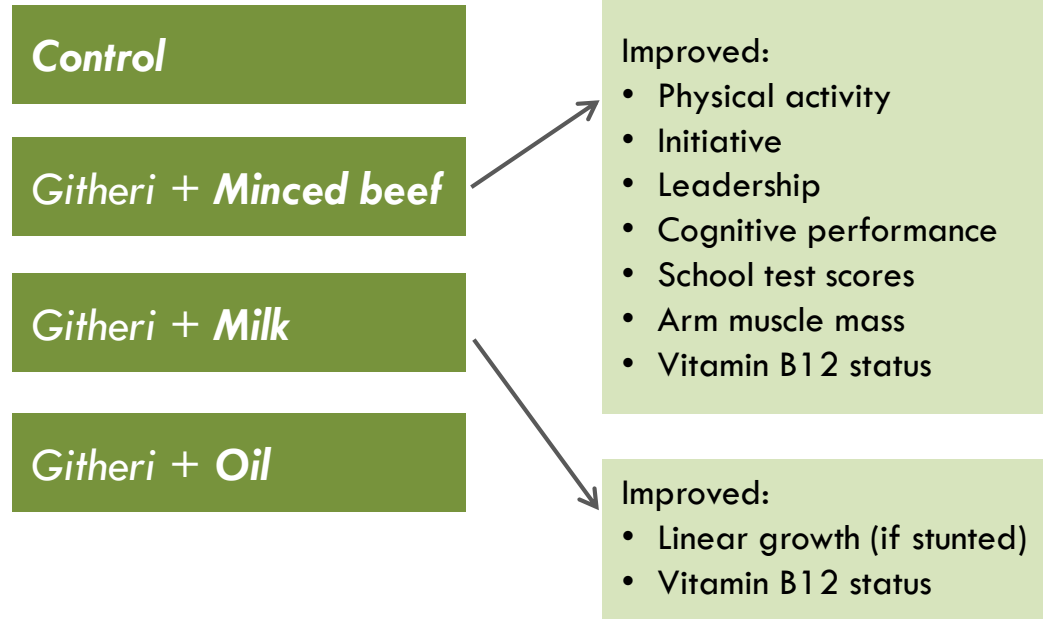 Control
Githeri + Minced beef
Githeri + Milk
Githeri + Oil
Improved:
• Physical activity
• Initiative
• Leadership
• Cognitive performance
• School test scores
• Arm muscle mass
• Vitamin B12 status
Improved:
• Linear growth (if stunted)
• Vitamin B12 status